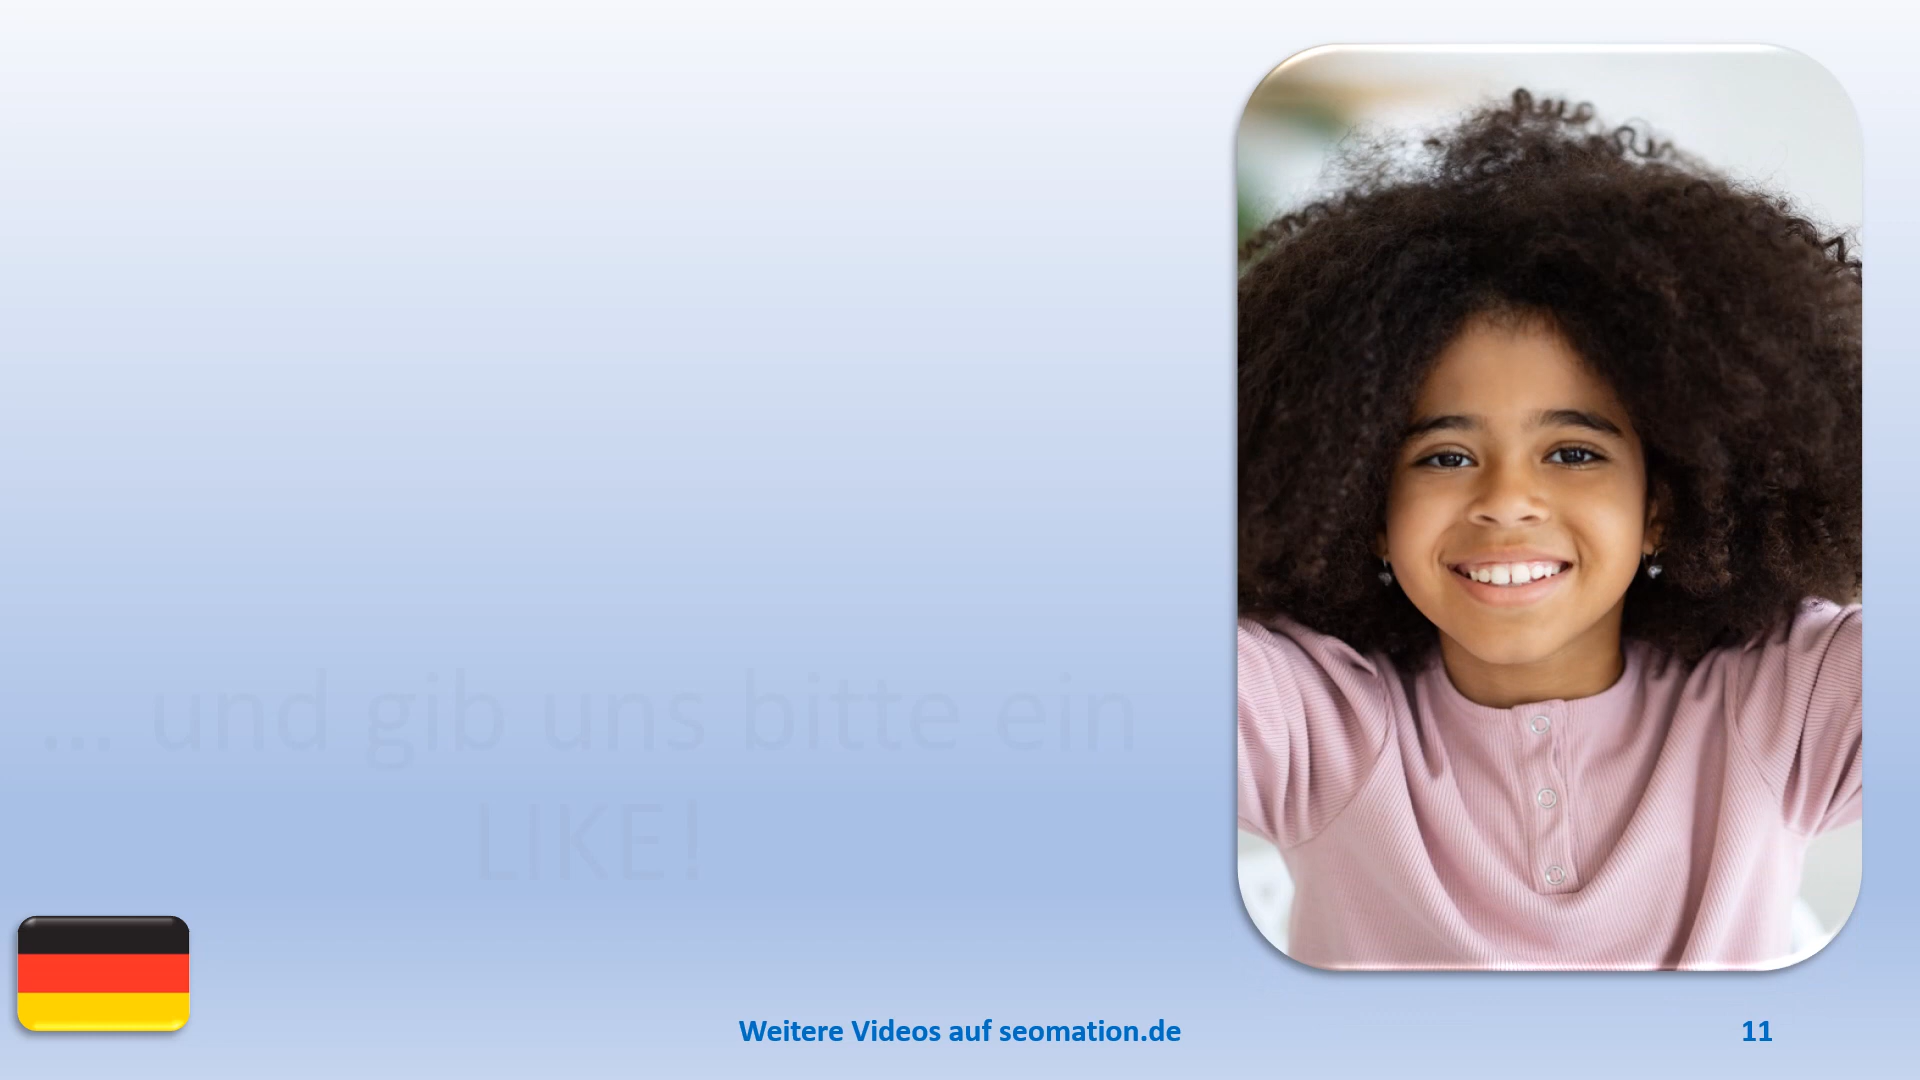 ... und gib uns bitte ein
LIKE!
Weitere Videos auf seomation.de
11